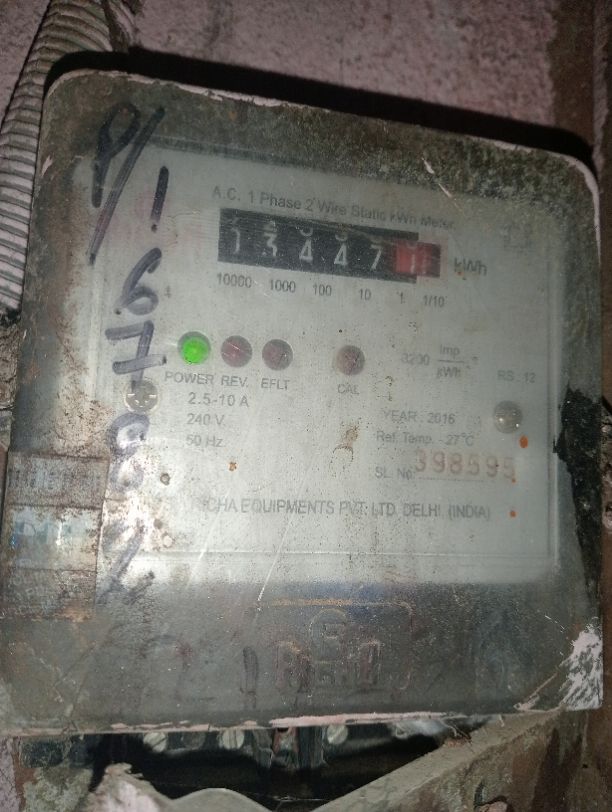 A.C. 1 Phase 2 Wire Static kWh Meter
1 3 4 4 7 1 kWh
10000 1000 100 10 1 1/10
POWER REV. EFLT CAL
3200 imp/kWh
RS : 12
2.5-10 A
240 V
50 Hz
YEAR : 2016
Ref. Temp. - 27°C
SL. No. 398595
EQUIPMENTS PVT. LTD. DELHI. (INDIA)
P/1